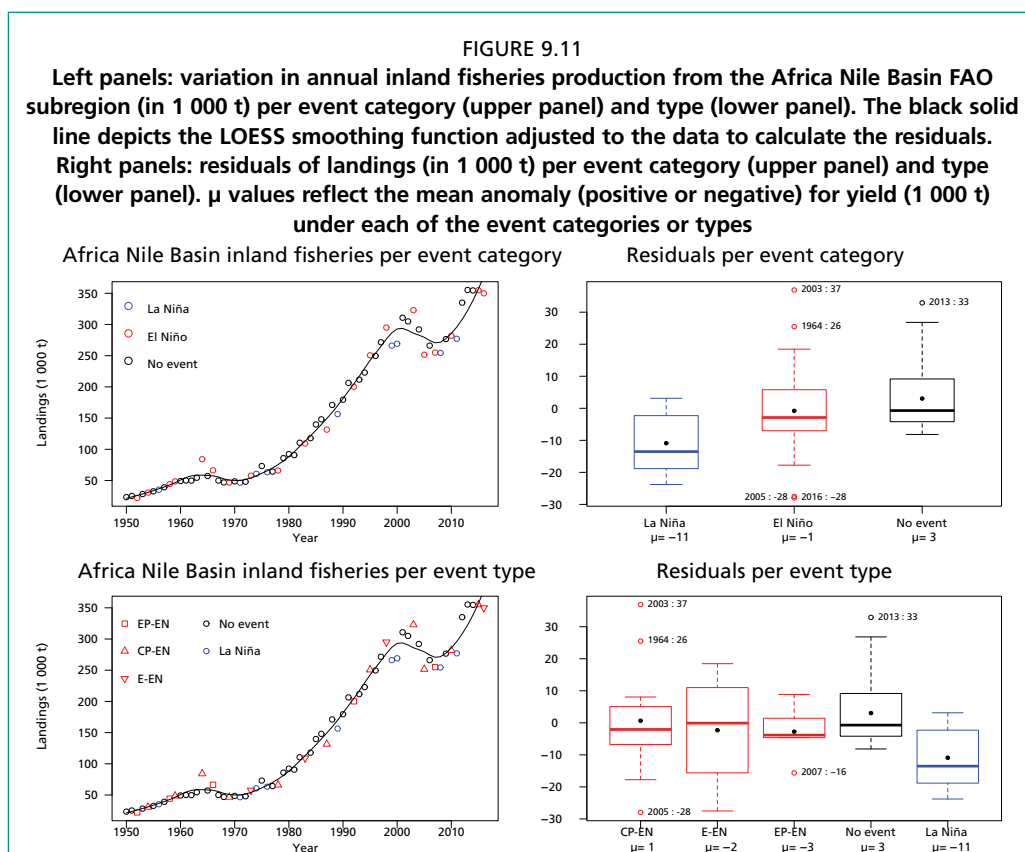 FIGURE 9.11
Left panels: variation in annual inland fisheries production from the Africa Nile Basin FAO
subregion (in 1 000 t) per event category (upper panel) and type (lower panel). The black solid
line depicts the LOESS smoothing function adjusted to the data to calculate the residuals.
Right panels: residuals of landings (in 1 000 t) per event category (upper panel) and type
(lower panel). μ values reflect the mean anomaly (positive or negative) for yield (1 000 t)
under each of the event categories or types
Africa Nile Basin inland fisheries per event category
Landings (1 000 t)
350
300
250
200
150
100
50
La Niña
El Niño
No event
1950 1960 1970 1980 1990 2000 2010
Year
Residuals per event category
30
20
10
0
−10
−20
−30
2003 : 37
1964 : 26
2013 : 33
2005 : -28
2016 : −28
La Niña El Niño No event
μ= −11 μ= −1 μ= 3
Africa Nile Basin inland fisheries per event type
Landings (1 000 t)
350
300
250
200
150
100
50
EP-EN No event
CP-EN La Niña
E-EN
1950 1960 1970 1980 1990 2000 2010
Year
Residuals per event type
30
20
10
0
−10
−20
−30
2003 : 37
1964 : 26
2013 : 33
2007 : −16
2005 : -28
CP-EN E-EN EP-EN No event La Niña
μ= 1 μ= −2 μ= −3 μ= 3 μ= −11